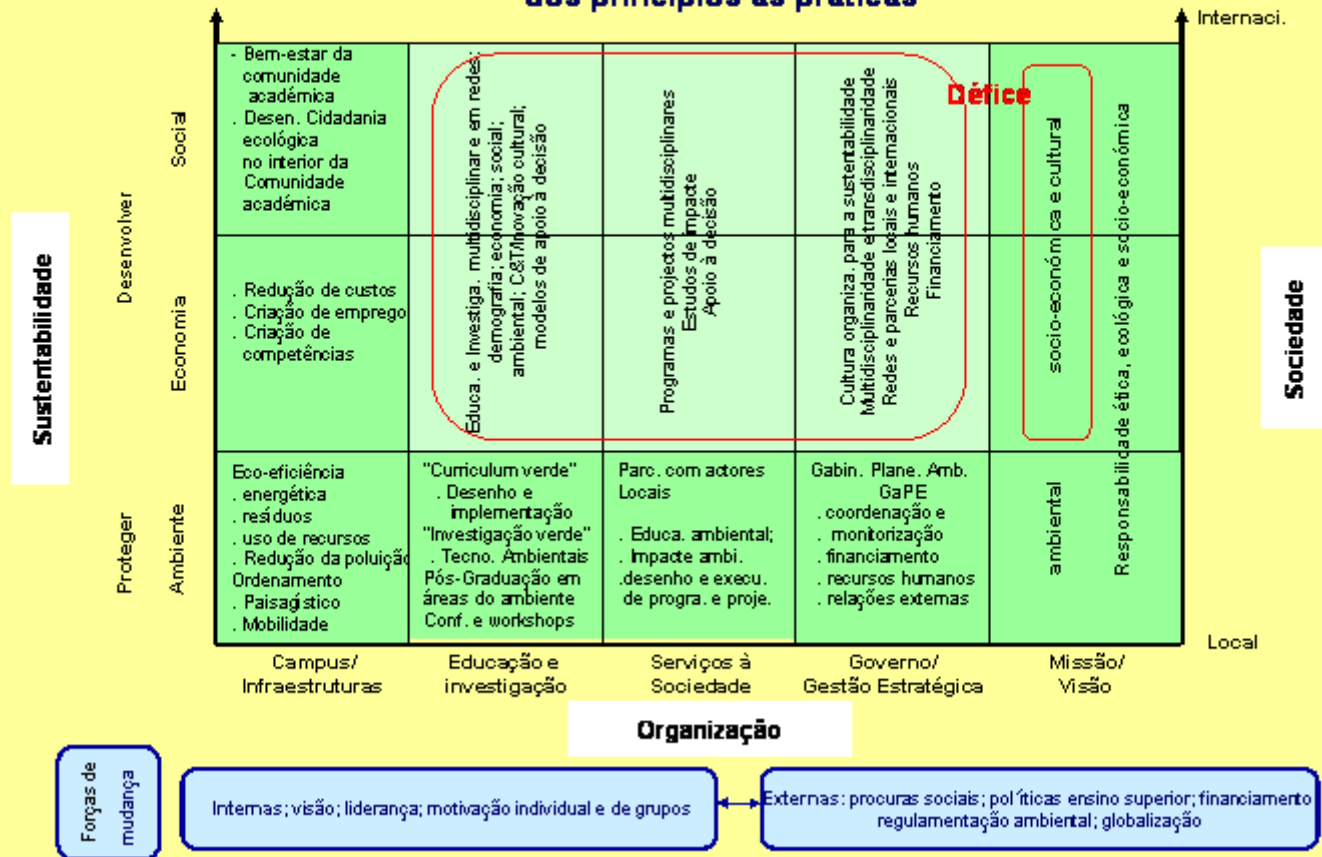 dos princípios às práticas
Internaci.
- Bem-estar da
comunidade
académica
. Desen. Cidadania
ecológica
no interior da
Comunidade
académica
Educa. e Investiga. multidisciplinar e em redes:
demografia; economia; social;
ambiental; C&T/Inovação cultural;
modelos de apoio à decisão
Programas e projectos multidisciplinares
Estudos de impacte
Apoio à decisão
Cultura organiza. para a sustentabilidade
Multidisciplinaridade e transdisciplinaridade
Redes e parcerias locais e internacionais
Recursos humanos
Financiamento
Défice
socio-económica e cultural
Responsabilidade ética, ecológica e socio-económica
Social
Desenvolver
Sustentabilidade
Economia
. Redução de custos
. Criação de emprego
. Criação de
competências
Sociedade
Proteger
Ambiente
Eco-eficiência
. energética
. resíduos
. uso de recursos
. Redução da poluição
Ordenamento
. Paisagístico
. Mobilidade
"Curriculum verde"
. Desenho e
implementação
"Investigação verde"
. Tecno. Ambientais
Pós-Graduação em
áreas do ambiente
Conf. e workshops
Parc. com actores
Locais
. Educa. ambiental;
. Impacte ambi.
.desenho e execu.
de progra. e proje.
Gabin. Plane. Amb.
GaPE
. coordenação e
. monitorização
. financiamento
. recursos humanos
. relações externas
ambiental
Local
Campus/
Infraestruturas
Educação e
investigação
Serviços à
Sociedade
Governo/
Gestão Estratégica
Missão/
Visão
Organização
Forças de
mudança
Internas; visão; liderança; motivação individual e de grupos
Externas: procuras sociais; políticas ensino superior; financiamento
regulamentação ambiental; globalização